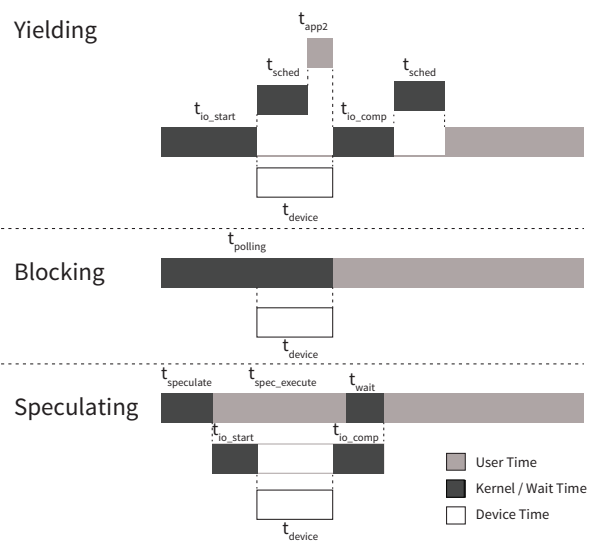 Yielding
t_app2
t_sched
t_sched
t_io_start
t_io_comp
t_device
t_polling
Blocking
t_device
t_speculate
t_spec_execute
t_wait
Speculating
t_io_start
t_io_comp
User Time
Kernel / Wait Time
Device Time
t_device